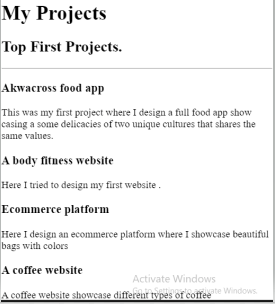 My Projects
Top First Projects.
Akwacross food app
This was my first project where I design a full food app show
casing a some delicacies of two unique cultures that shares the
same values.
A body fitness website
Here I tried to design my first website .
Ecommerce platform
Here I design an ecommerce platform where I showcase beautiful
bags with colors
A coffee website
Activate Windows
Go to Settings to activate Windows.
A coffee website showcase different types of coffee